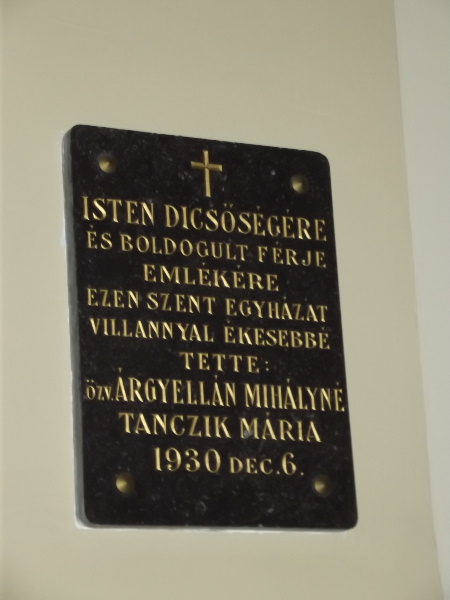 ISTEN DICSŐSÉGÉRE
ÉS BOLDOGULT FÉRJE
EMLÉKÉRE
EZEN SZENT EGYHÁZAT
VILLANNYAL ÉKESEBBÉ
TETTE:
ÖZV. ÁRGYELLÁN MIHÁLYNÉ
TANCZIK MÁRIA
1930 DEC. 6.